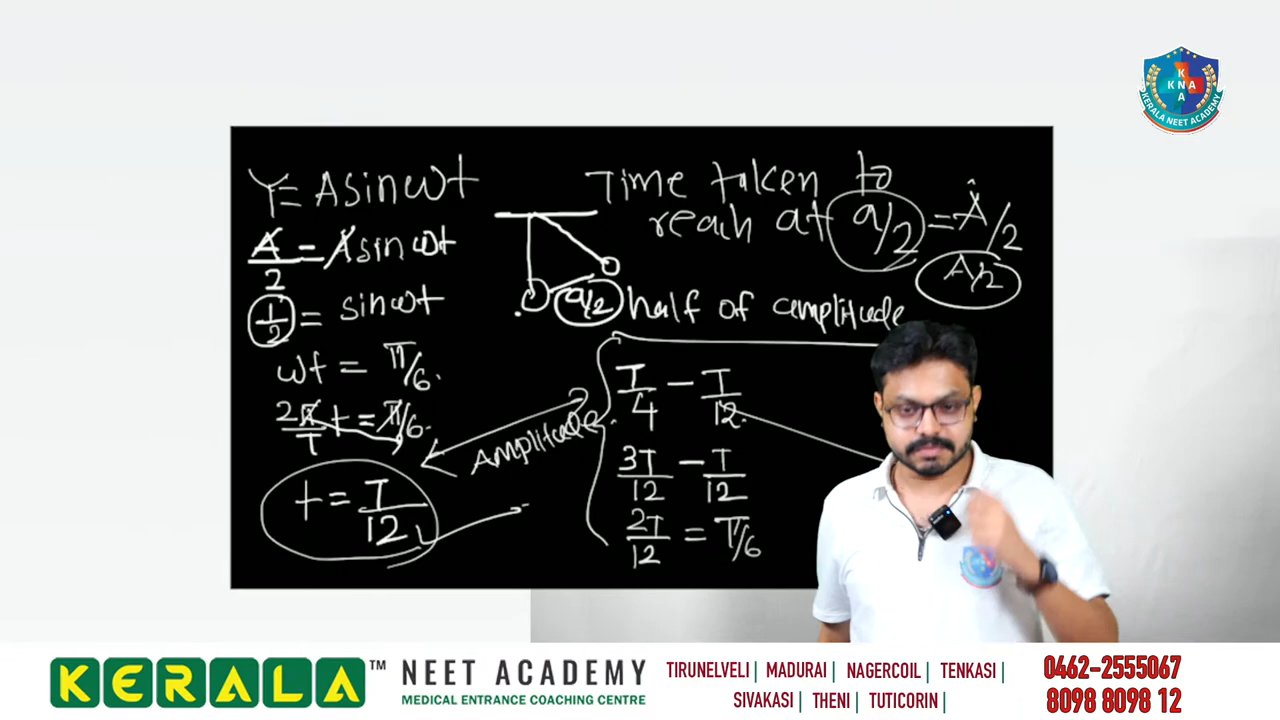 Y = A sin ωt
A/2 = A sin ωt
1/2 = sin ωt
ωt = π/6.
2π/T t = π/6.
t = T/12
Time taken to
reach at a/2 = A/2
A/2
a/2 half of amplitude
Amplitude
T/4 - T/12.
3T/12 - T/12
2T/12 = T/6
K
KNA
A
KERALA NEET ACADEMY
KERALA™ NEET ACADEMY
MEDICAL ENTRANCE COACHING CENTRE
TIRUNELVELI | MADURAI | NAGERCOIL | TENKASI |
SIVAKASI | THENI | TUTICORIN |
0462-2555067
8098 8098 12